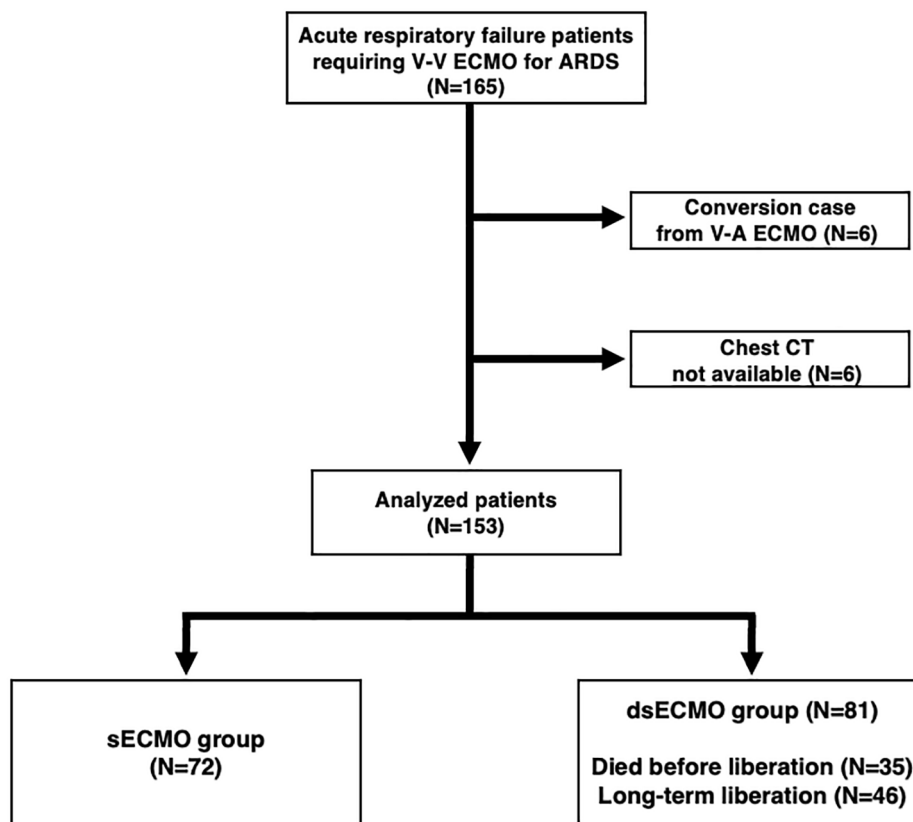 Acute respiratory failure patients
requiring V-V ECMO for ARDS
(N=165)
Conversion case
from V-A ECMO (N=6)
Chest CT
not available (N=6)
Analyzed patients
(N=153)
sECMO group
(N=72)
dsECMO group (N=81)
Died before liberation (N=35)
Long-term liberation (N=46)